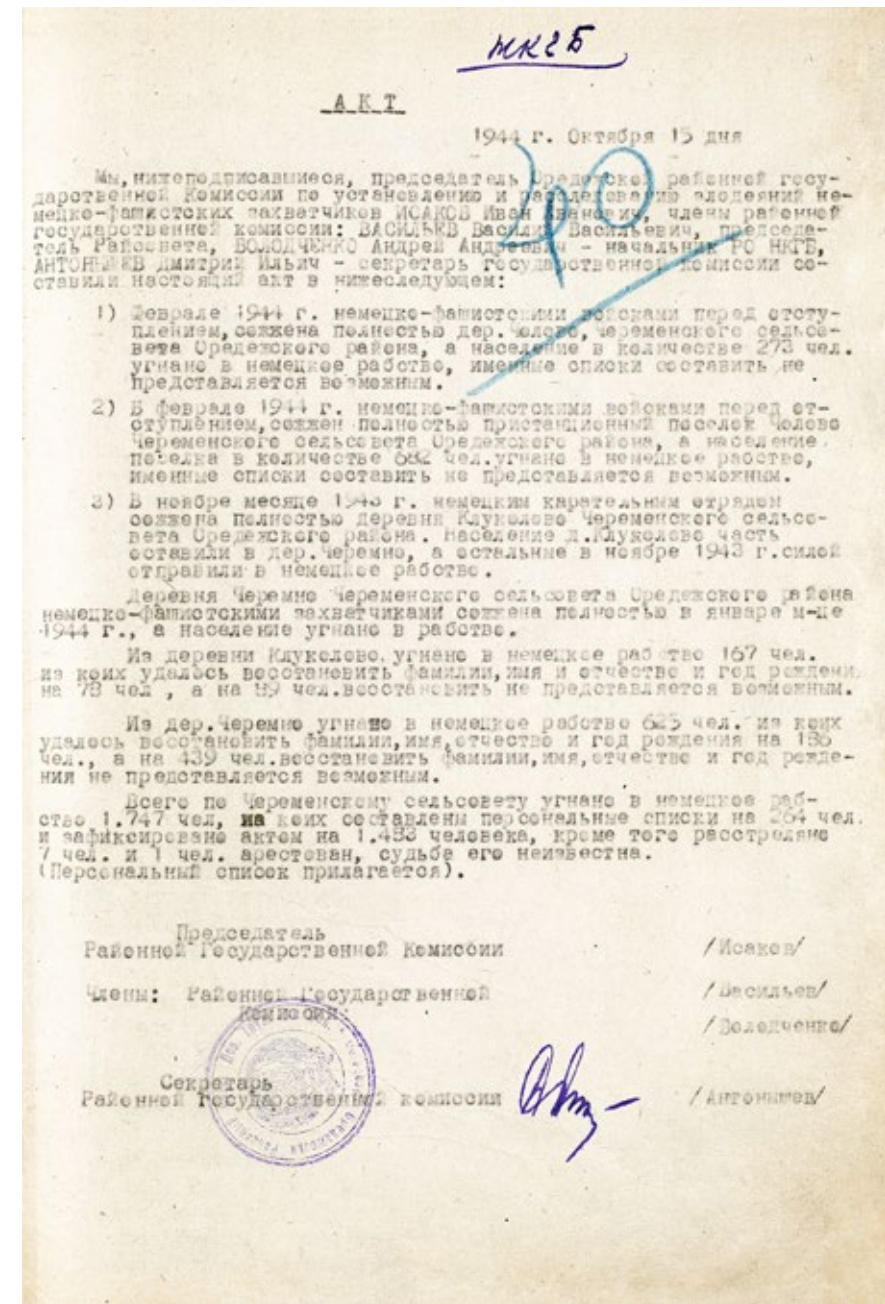 нкгб
АКТ
1944 г. Октября 15 дня
Мы,нижеподписавшиеся, председатель Оредежской районной госу-
дарственной Комиссии по установлению и расследованию злодеяний не-
мецко-фашистских захватчиков ИСАКОВ Иван Иванович, члены районной
государственной комиссии: ВАСИЛЬЕВ Василий Васильевич, председа-
тель Райсовета, ВОЛОДЧЕНКО Андрей Андреевич - начальник РО НКГБ,
АНТОНЫШЕВ Дмитрий Ильич - секретарь государственной комиссии со-
ставили настоящий акт в нижеследующем:
1) Феврале 1944 г. немецко-фашистскими войсками перед отсту-
плением,сожжена полностью дер.Чолово,Череменского сельсо-
вета Оредежского района, а население в количестве 273 чел.
угнано в немецкое рабство, именные списки составить не
представляется возможным.
2) В феврале 1944 г. немецко-фашистскими войсками перед от-
ступлением,сожжен полностью пристанционный поселок Чолово
Череменского сельсовета Оредежского района, а население
поселка в количестве 682 чел.угнано в немецкое рабство,
именные списки составить не представляется возможным.
3) В ноябре месяце 1943 г. немецким карательным отрядом
сожжена полностью деревня Клуколово Череменского сельсо-
вета Оредежского района. Население д.Клуколово часть
оставили в дер.Черемно, а остальные в ноябре 1943 г.силой
отправили в немецкое рабство.
Деревня Черемно Череменского сельсовета Оредежского района
немецко-фашистскими захватчиками сожжена полностью в январе м-це
1944 г., а население угнано в рабство.
Из деревни Клуколово.угнано в немецкое рабство 167 чел.
из коих удалось восстановить фамилии,имя и отчество и год рождени
на 78 чел , а на 89 чел.восстановить не представляется возможным.
Из дер.Черемно угнано в немецкое рабство 625 чел. из коих
удалось восстановить фамилии,имя,отчество и год рождения на 186
чел., а на 439 чел.восстановить фамилии,имя,отчество и год рожде-
ния не представляется возможным.
Всего по Череменскому сельсовету угнано в немецкое раб-
ство 1.747 чел, на коих составлены персональные списки на 264 чел.
и зафиксировано актом на 1.483 человека, кроме того расстреляно
7 чел. и 1 чел. арестован, судьба его неизвестна.
(Персональный список прилагается).
Председатель
Районной Государственной Комиссии /Исаков/
Члены: Районной Государственной /Васильев/
Комиссии: /Володченко/
Секретарь
Районной Государственной комиссии /Антонышев/